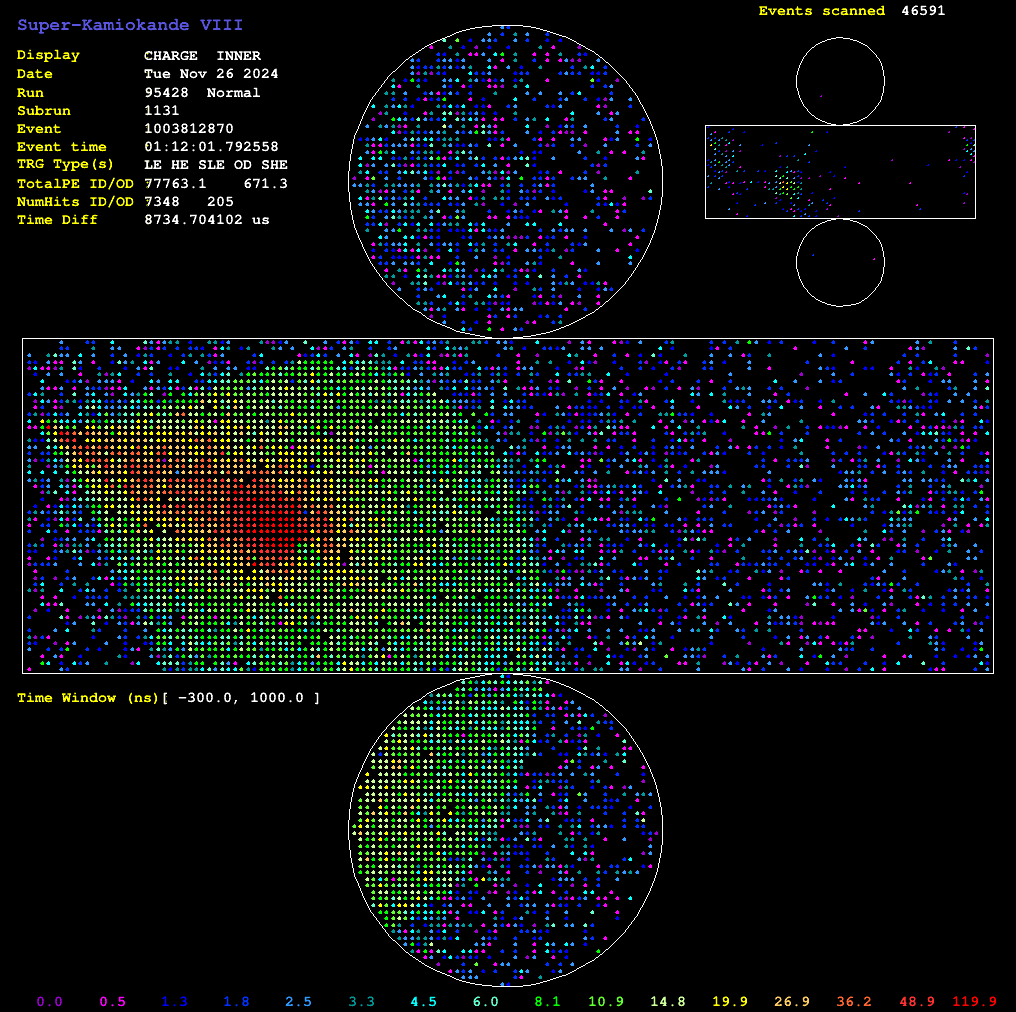 Super-Kamiokande VIII
Events scanned 46591
Display CHARGE INNER
Date Tue Nov 26 2024
Run 95428 Normal
Subrun 1131
Event 1003812870
Event time 01:12:01.792558
TRG Type(s) LE HE SLE OD SHE
TotalPE ID/OD 77763.1 671.3
NumHits ID/OD 7348 205
Time Diff 8734.704102 us
Time Window (ns)[ -300.0, 1000.0 ]
0.0 0.5 1.3 1.8 2.5 3.3 4.5 6.0 8.1 10.9 14.8 19.9 26.9 36.2 48.9 119.9